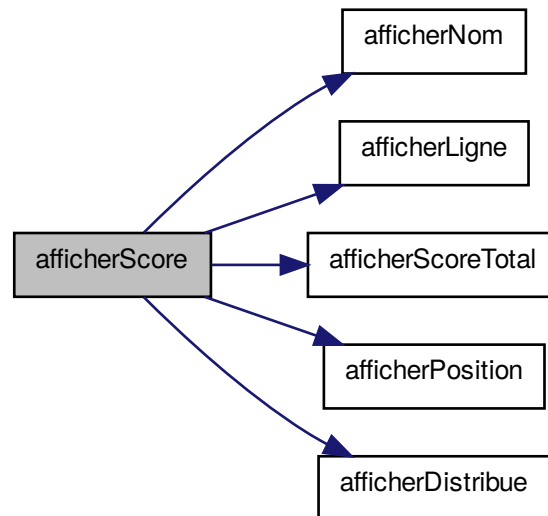 afficherNom
afficherLigne
afficherScore
afficherScoreTotal
afficherPosition
afficherDistribue